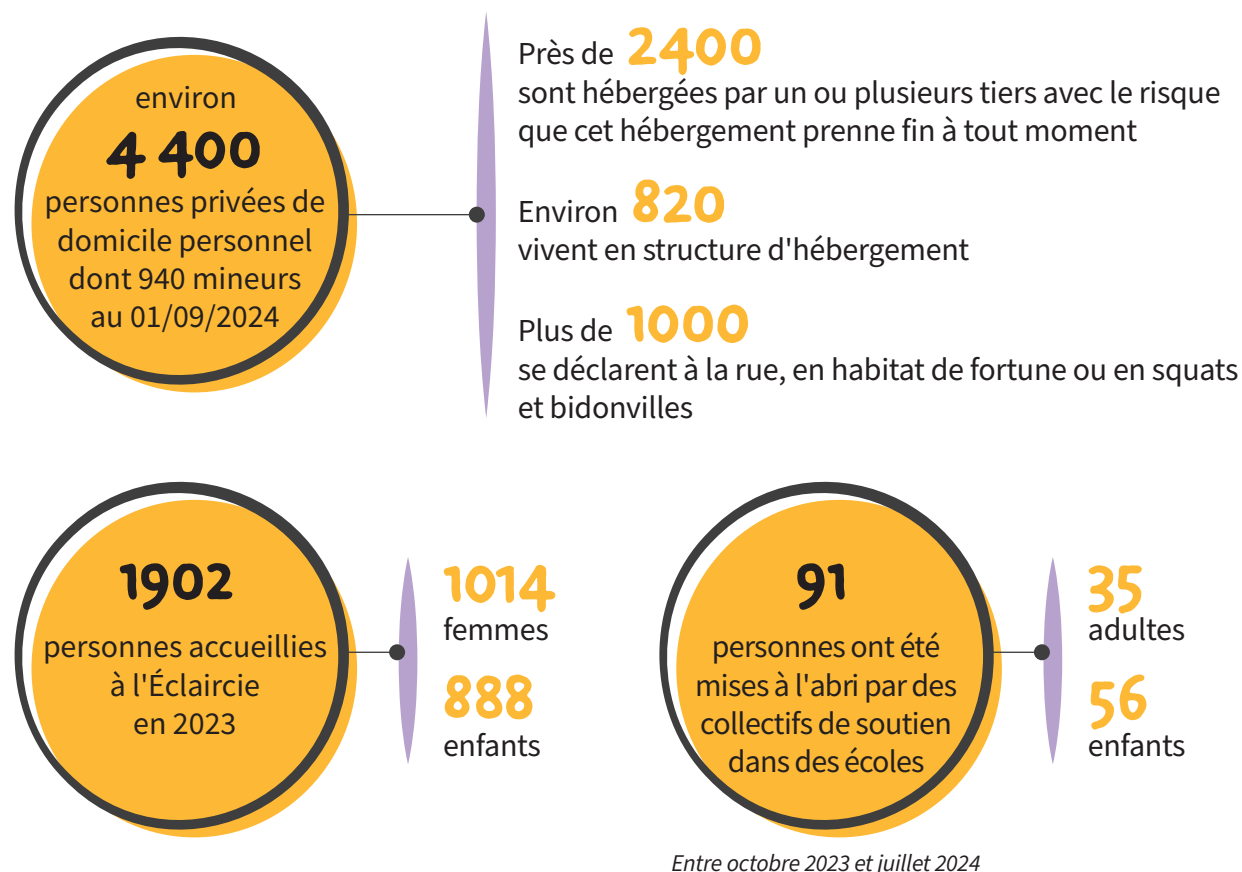 environ
4 400
personnes privées de
domicile personnel
dont 940 mineurs
au 01/09/2024
Près de 2400
sont hébergées par un ou plusieurs tiers avec le risque
que cet hébergement prenne fin à tout moment
Environ 820
vivent en structure d'hébergement
Plus de 1000
se déclarent à la rue, en habitat de fortune ou en squats
et bidonvilles
1902
personnes accueillies
à l'Éclaircie
en 2023
1014
femmes
888
enfants
91
personnes ont été
mises à l'abri par des
collectifs de soutien
dans des écoles
35
adultes
56
enfants
Entre octobre 2023 et juillet 2024